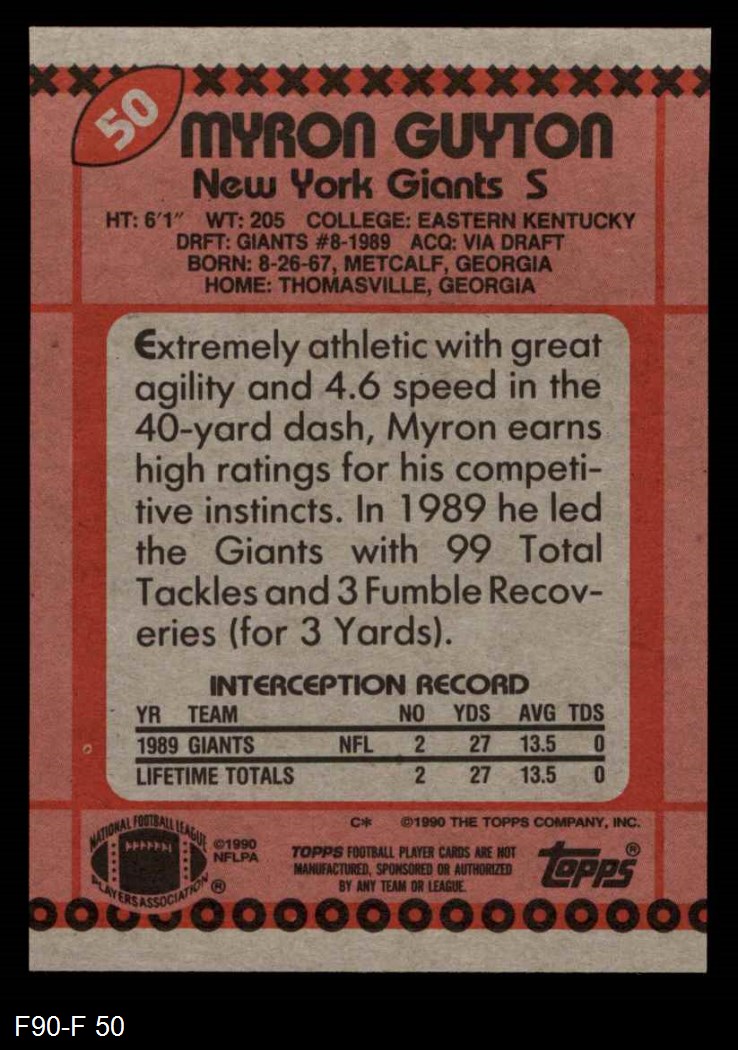 50
MYRON GUYTON
New York Giants S
HT: 6'1" WT: 205 COLLEGE: EASTERN KENTUCKY
DRFT: GIANTS #8-1989 ACQ: VIA DRAFT
BORN: 8-26-67, METCALF, GEORGIA
HOME: THOMASVILLE, GEORGIA
Extremely athletic with great
agility and 4.6 speed in the
40-yard dash, Myron earns
high ratings for his competi-
tive instincts. In 1989 he led
the Giants with 99 Total
Tackles and 3 Fumble Recov-
eries (for 3 Yards).
INTERCEPTION RECORD
YR TEAM NO YDS AVG TDS
1989 GIANTS NFL 2 27 13.5 0
LIFETIME TOTALS 2 27 13.5 0
C* ©1990 THE TOPPS COMPANY, INC.
NATIONAL FOOTBALL LEAGUE
PLAYERS ASSOCIATION ®
©1990
NFLPA
TOPPS FOOTBALL PLAYER CARDS ARE NOT
MANUFACTURED, SPONSORED OR AUTHORIZED
BY ANY TEAM OR LEAGUE.
topps®
F90-F 50